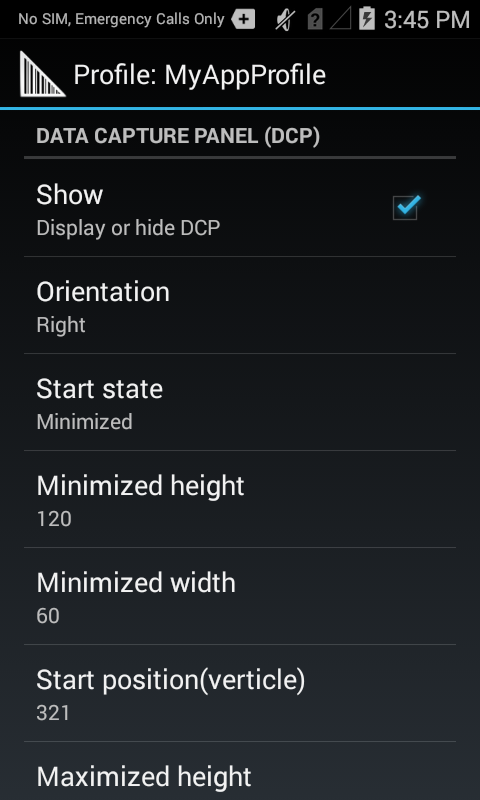 No SIM, Emergency Calls Only 3:45 PM
Profile: MyAppProfile
DATA CAPTURE PANEL (DCP)
Show
Display or hide DCP
Orientation
Right
Start state
Minimized
Minimized height
120
Minimized width
60
Start position(verticle)
321
Maximized height